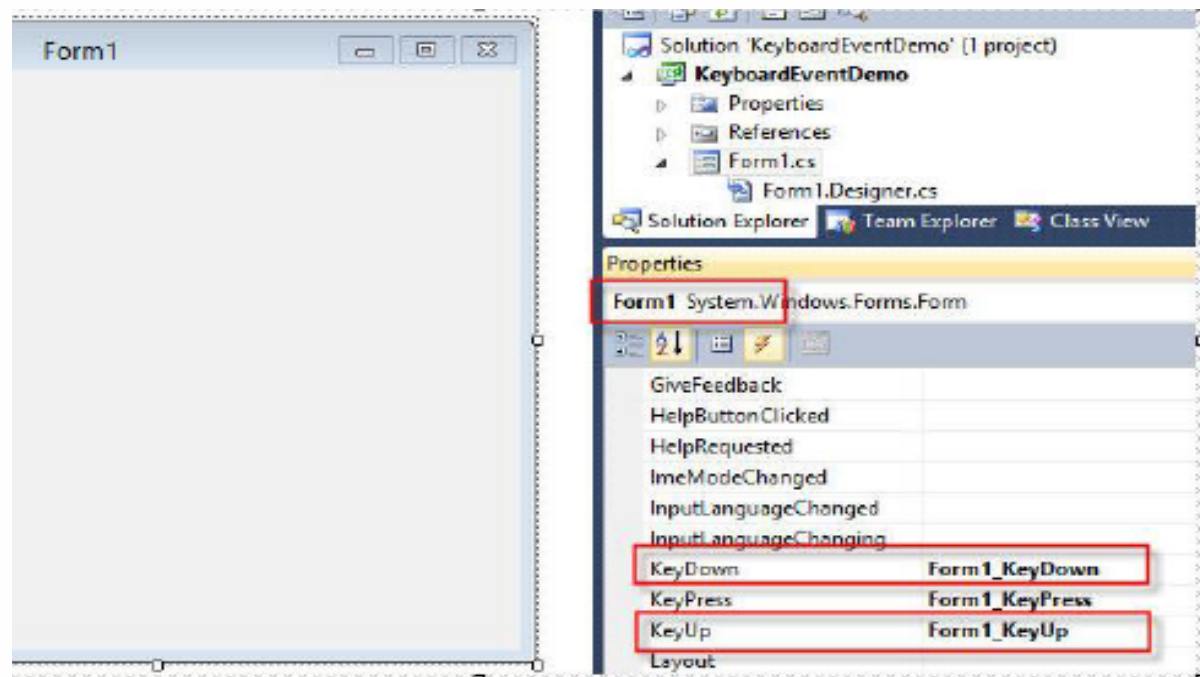 Form1
Solution 'KeyboardEventDemo' (1 project)
KeyboardEventDemo
Properties
References
Form1.cs
Form1.Designer.cs
Solution Explorer Team Explorer Class View
Properties
Form1 System.Windows.Forms.Form
GiveFeedback
HelpButtonClicked
HelpRequested
ImeModeChanged
InputLanguageChanged
InputLanguageChanging
KeyDown Form1_KeyDown
KeyPress Form1_KeyPress
KeyUp Form1_KeyUp
Layout